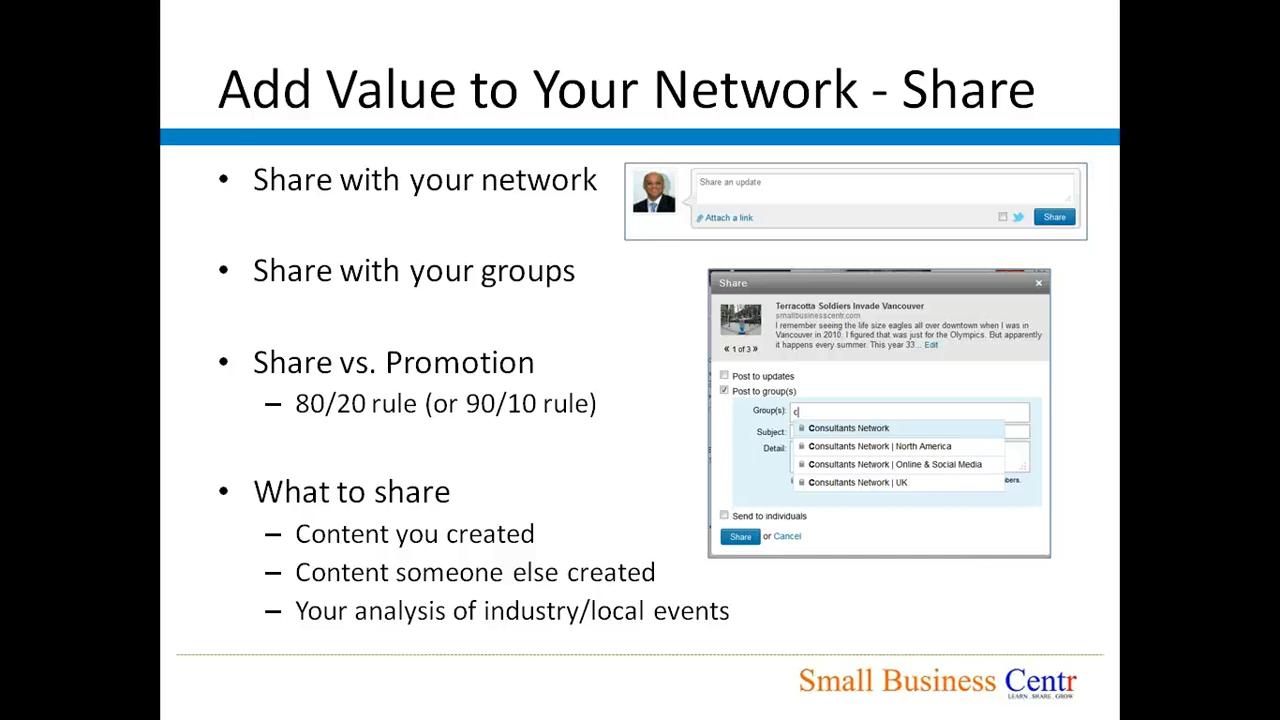 Add Value to Your Network - Share
• Share with your network
• Share with your groups
• Share vs. Promotion
– 80/20 rule (or 90/10 rule)
• What to share
– Content you created
– Content someone else created
– Your analysis of industry/local events
Share an update
Attach a link
Share
Share
Terracotta Soldiers Invade Vancouver
smallbusinesscentr.com
I remember seeing the life size eagles all over downtown when I was in
Vancouver in 2010. I figured that was just for the Olympics. But apparently
it happens every summer. This year 33... Edit
« 1 of 3 »
Post to updates
Post to group(s)
Group(s): c
Consultants Network
Subject:
Consultants Network | North America
Detail:
Consultants Network | Online & Social Media
Consultants Network | UK
Send to individuals
Share or Cancel
Small Business Centr
LEARN . SHARE . GROW